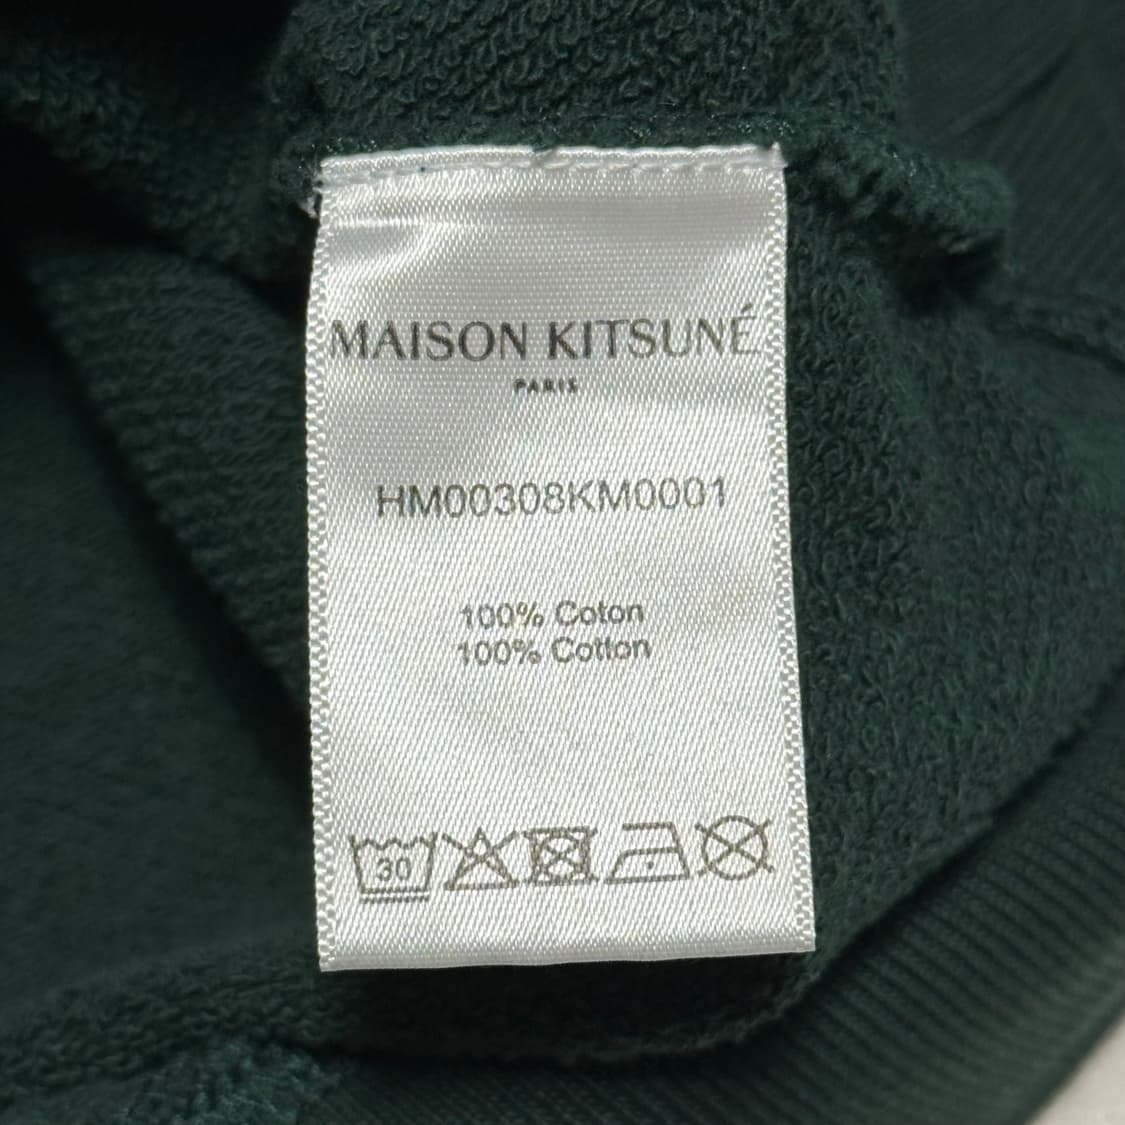 MAISON KITSUNÉ
PARIS
HM00308KM0001
100% Coton
100% Cotton
30